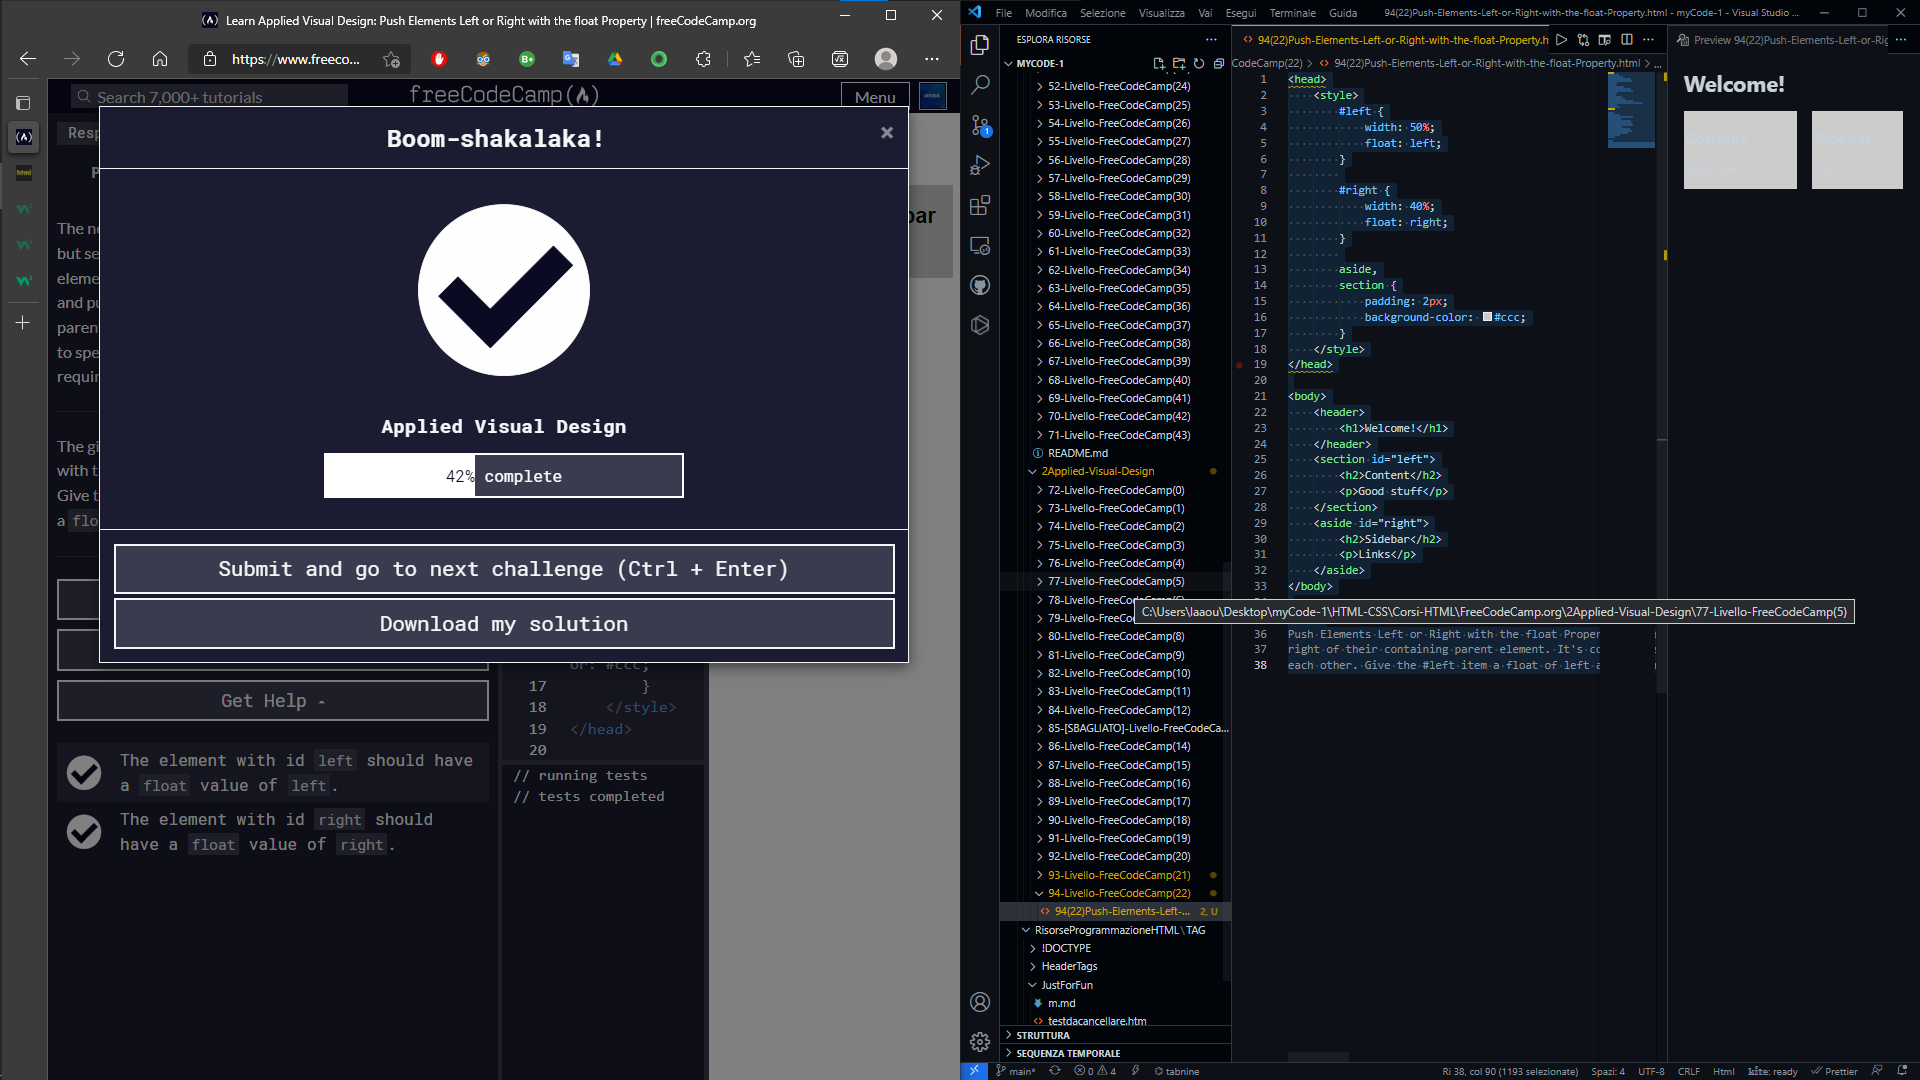 Learn Applied Visual Design: Push Elements Left or Right with the float Property | freeCodeCamp.org
https://www.freeco...
Search 7,000+ tutorials
freeCodeCamp
Menu
Resp
Boom-shakalaka!
Applied Visual Design
42% complete
Submit and go to next challenge (Ctrl + Enter)
Download my solution
but se
eleme
and pu
paren
to spe
requir
The gi
with t
Give t
a flo
bar
Get Help
The element with id left should have
a float value of left.
The element with id right should
have a float value of right.
or: #ccc;
17 }
18 </style>
19 </head>
20
// running tests
// tests completed
File Modifica Selezione Visualizza Vai Esegui Terminale Guida
94(22)Push-Elements-Left-or-Right-with-the-float-Property.html - myCode-1 - Visual Studio ...
ESPLORA RISORSE
MYCODE-1
52-Livello-FreeCodeCamp(24)
53-Livello-FreeCodeCamp(25)
54-Livello-FreeCodeCamp(26)
55-Livello-FreeCodeCamp(27)
56-Livello-FreeCodeCamp(28)
57-Livello-FreeCodeCamp(29)
58-Livello-FreeCodeCamp(30)
59-Livello-FreeCodeCamp(31)
60-Livello-FreeCodeCamp(32)
61-Livello-FreeCodeCamp(33)
62-Livello-FreeCodeCamp(34)
63-Livello-FreeCodeCamp(35)
64-Livello-FreeCodeCamp(36)
65-Livello-FreeCodeCamp(37)
66-Livello-FreeCodeCamp(38)
67-Livello-FreeCodeCamp(39)
68-Livello-FreeCodeCamp(40)
69-Livello-FreeCodeCamp(41)
70-Livello-FreeCodeCamp(42)
71-Livello-FreeCodeCamp(43)
README.md
2Applied-Visual-Design
72-Livello-FreeCodeCamp(0)
73-Livello-FreeCodeCamp(1)
74-Livello-FreeCodeCamp(2)
75-Livello-FreeCodeCamp(3)
76-Livello-FreeCodeCamp(4)
77-Livello-FreeCodeCamp(5)
78-Livello-FreeCodeCamp(6)
79-Livello-FreeCo
80-Livello-FreeCodeCamp(8)
81-Livello-FreeCodeCamp(9)
82-Livello-FreeCodeCamp(10)
83-Livello-FreeCodeCamp(11)
84-Livello-FreeCodeCamp(12)
85-[SBAGLIATO]-Livello-FreeCodeCa...
86-Livello-FreeCodeCamp(14)
87-Livello-FreeCodeCamp(15)
88-Livello-FreeCodeCamp(16)
89-Livello-FreeCodeCamp(17)
90-Livello-FreeCodeCamp(18)
91-Livello-FreeCodeCamp(19)
92-Livello-FreeCodeCamp(20)
93-Livello-FreeCodeCamp(21)
94-Livello-FreeCodeCamp(22)
94(22)Push-Elements-Left-... 2, U
RisorseProgrammazioneHTML\TAG
!DOCTYPE
HeaderTags
JustForFun
m.md
testdacancellare.htm
STRUTTURA
SEQUENZA TEMPORALE
94(22)Push-Elements-Left-or-Right-with-the-float-Property.h
CodeCamp(22) > 94(22)Push-Elements-Left-or-Right-with-the-float-Property.html > ...
1 <head>
2 <style>
3 #left {
4 width: 50%;
5 float: left;
6 }
7
8 #right {
9 width: 40%;
10 float: right;
11 }
12
13 aside,
14 section {
15 padding: 2px;
16 background-color: #ccc;
17 }
18 </style>
19 </head>
20
21 <body>
22 <header>
23 <h1>Welcome!</h1>
24 </header>
25 <section id="left">
26 <h2>Content</h2>
27 <p>Good stuff</p>
28 </section>
29 <aside id="right">
30 <h2>Sidebar</h2>
31 <p>Links</p>
32 </aside>
33 </body>
C:\Users\laaou\Desktop\myCode-1\HTML-CSS\Corsi-HTML\FreeCodeCamp.org\2Applied-Visual-Design\77-Livello-FreeCodeCamp(5)
36 Push Elements Left or Right with the float Proper
37 right of their containing parent element. It's co
38 each other. Give the #left item a float of left a
Preview 94(22)Push-Elements-Left-or-Rig
Welcome!
Content
Sidebar
main*
0 4
tabnine
Ri 38, col 90 (1193 selezionate) Spazi: 4 UTF-8 CRLF Html kite: ready Prettier